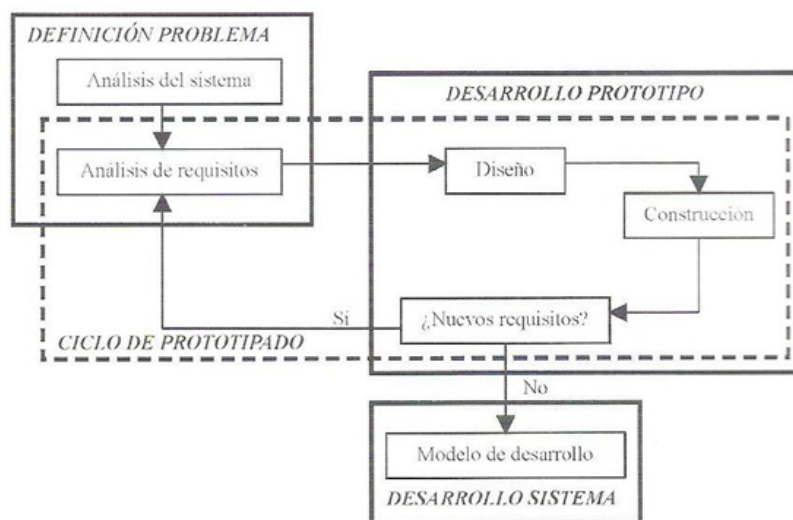 DEFINICIÓN PROBLEMA
Análisis del sistema
DESARROLLO PROTOTIPO
Análisis de requisitos
Diseño
Construcción
Sí
¿Nuevos requisitos?
CICLO DE PROTOTIPADO
No
Modelo de desarrollo
DESARROLLO SISTEMA